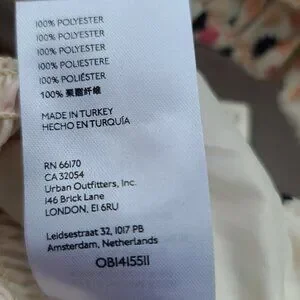 100% POLYESTER
100% POLYESTER
100% POLYESTER
100% POLIESTERE
100% POLIÉSTER
100% 聚酯纤维
MADE IN TURKEY
HECHO EN TURQUÍA
RN 66170
CA 32054
Urban Outfitters, Inc.
146 Brick Lane
LONDON, E1 6RU
Leidsestraat 32, 1017 PB
Amsterdam, Netherlands
OB1415511